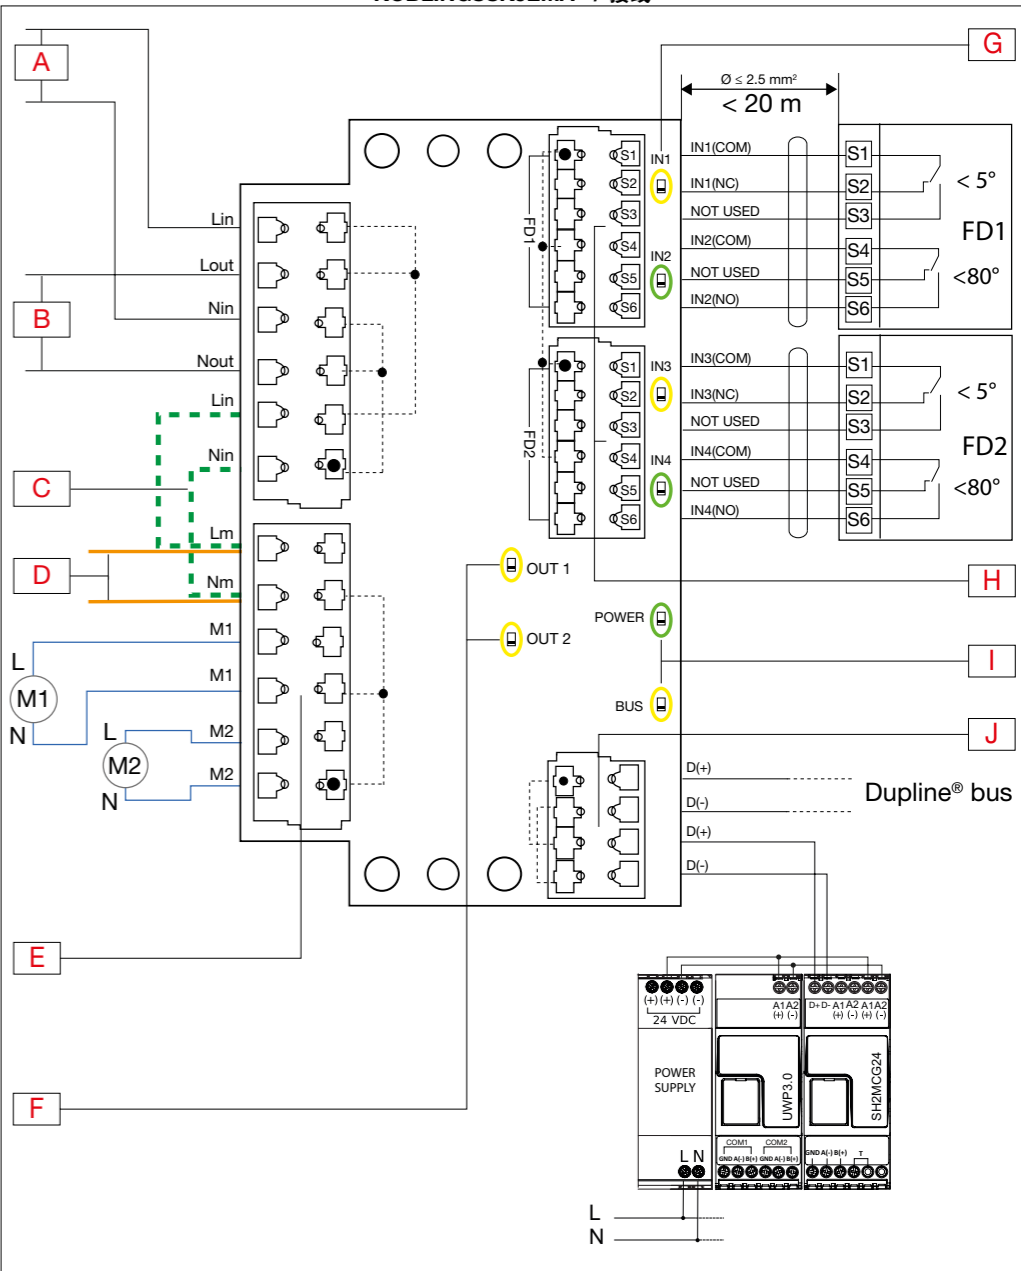 A
G
Ø ≤ 2.5 mm²
< 20 m
IN1
IN1(COM)
IN1(NC)
NOT USED
IN2(COM)
NOT USED
IN2(NO)
IN2
FD1
S1
S2
S3
S4
S5
S6
S1
S2
S3
S4
S5
S6
< 5°
FD1
<80°
Lin
Lout
B
Nin
Nout
Lin
Nin
C
Lm
D
Nm
M1
L
M1
M1
N
M2
L
M2
M2
N
IN3
IN3(COM)
IN3(NC)
NOT USED
IN4(COM)
NOT USED
IN4(NO)
IN4
FD2
S1
S2
S3
S4
S5
S6
S1
S2
S3
S4
S5
S6
< 5°
FD2
<80°
OUT 1
OUT 2
H
POWER
I
BUS
J
D(+)
D(-)
D(+)
D(-)
Dupline® bus
E
F
(+) (+) (-) (-)
24 VDC
POWER
SUPPLY
L N
A1 A2
(+) (-)
UWP3.0
COM1 COM2
GND A(-) B(+) GND A(-) B(+)
D+ D- A1 A2 A1 A2
(+) (-) (+) (-)
SH2MCG24
GND A(-) B(+) T
L
N